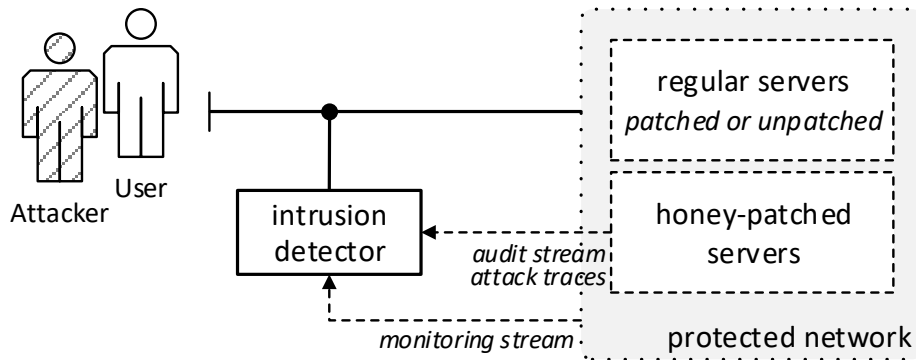 regular servers
patched or unpatched
User
Attacker
intrusion
detector
honey-patched
servers
audit stream
attack traces
monitoring stream
protected network